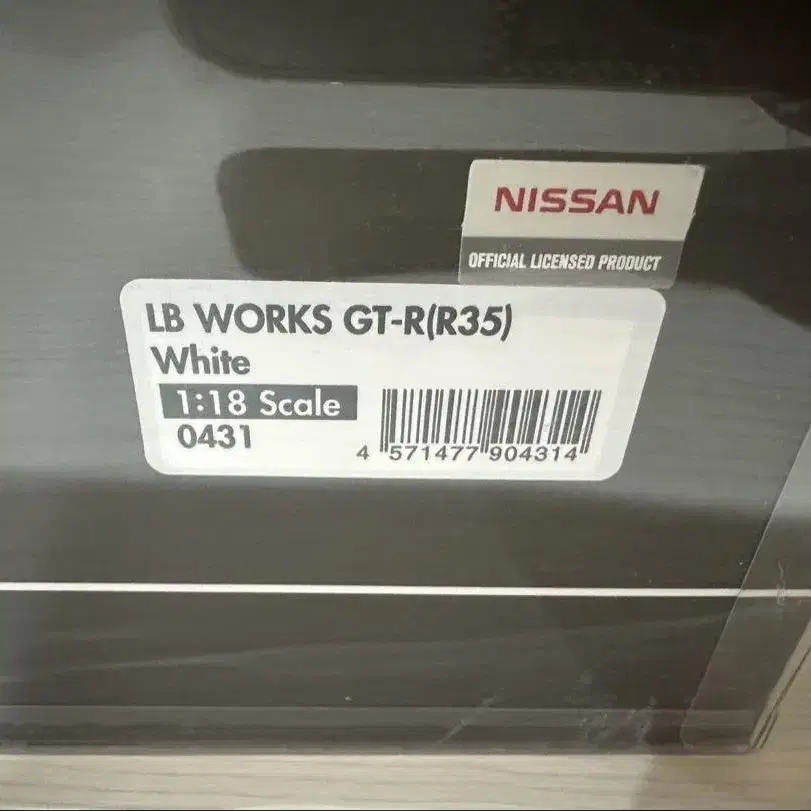 NISSAN
OFFICIAL LICENSED PRODUCT
LB WORKS GT-R(R35)
White
1:18 Scale
0431
4 571477 904314